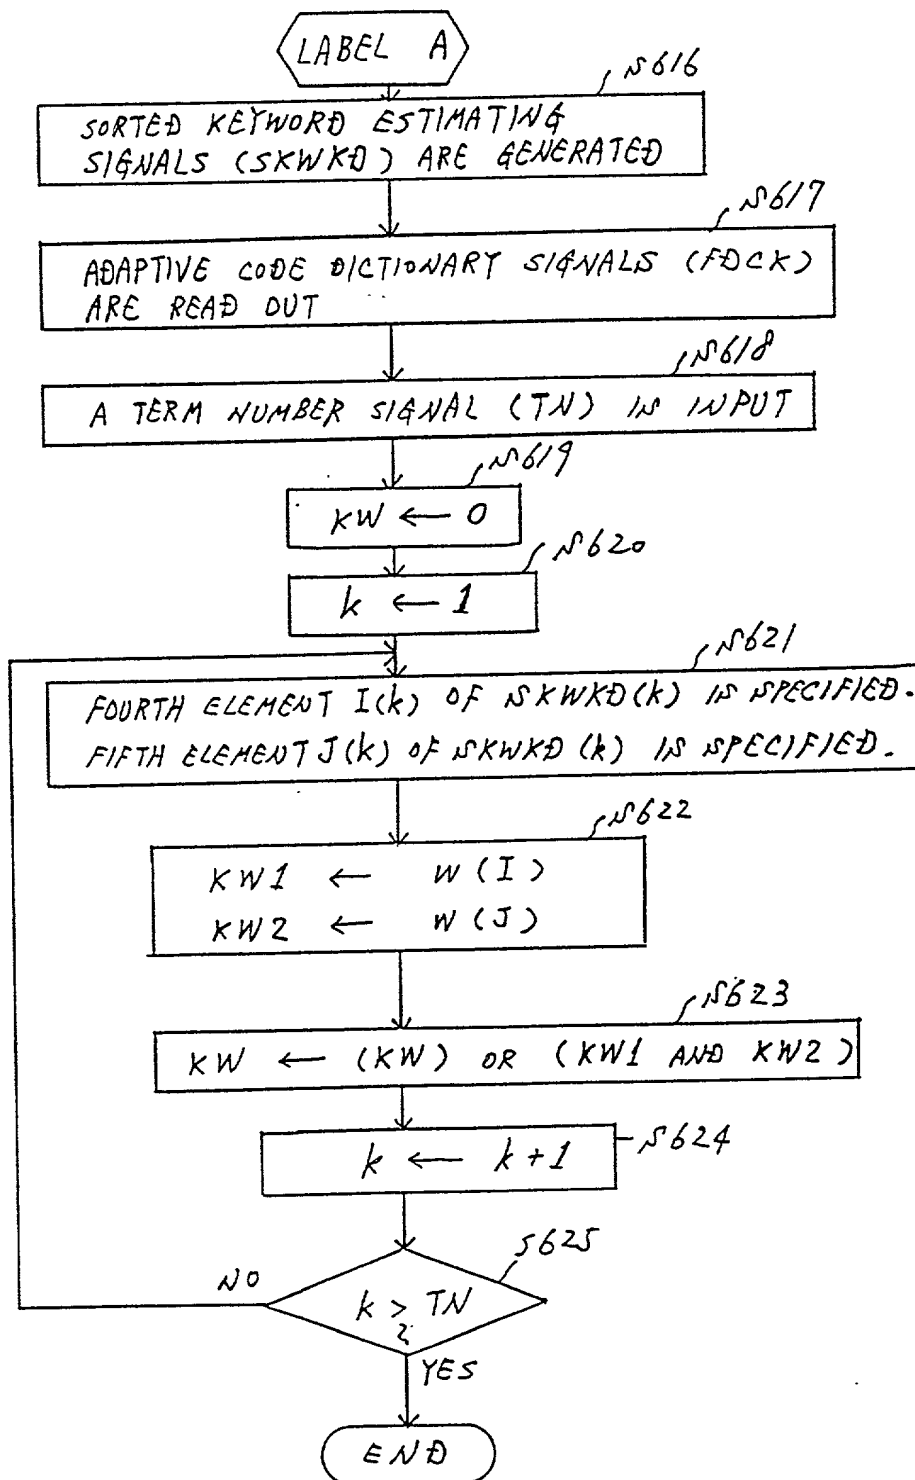 LABEL A
S616
SORTED KEYWORD ESTIMATING
SIGNALS (SKWKD) ARE GENERATED
S617
ADAPTIVE CODE DICTIONARY SIGNALS (FDCK)
ARE READ OUT
S618
A TERM NUMBER SIGNAL (TN) IS INPUT
S619
KW ← 0
S620
k ← 1
S621
FOURTH ELEMENT I(k) OF SKWKD(k) IS SPECIFIED.
FIFTH ELEMENT J(k) OF SKWKD(k) IS SPECIFIED.
S622
KW1 ← W(I)
KW2 ← W(J)
S623
KW ← (KW) OR (KW1 AND KW2)
S624
k ← k+1
S625
NO
k > TN
?
YES
END